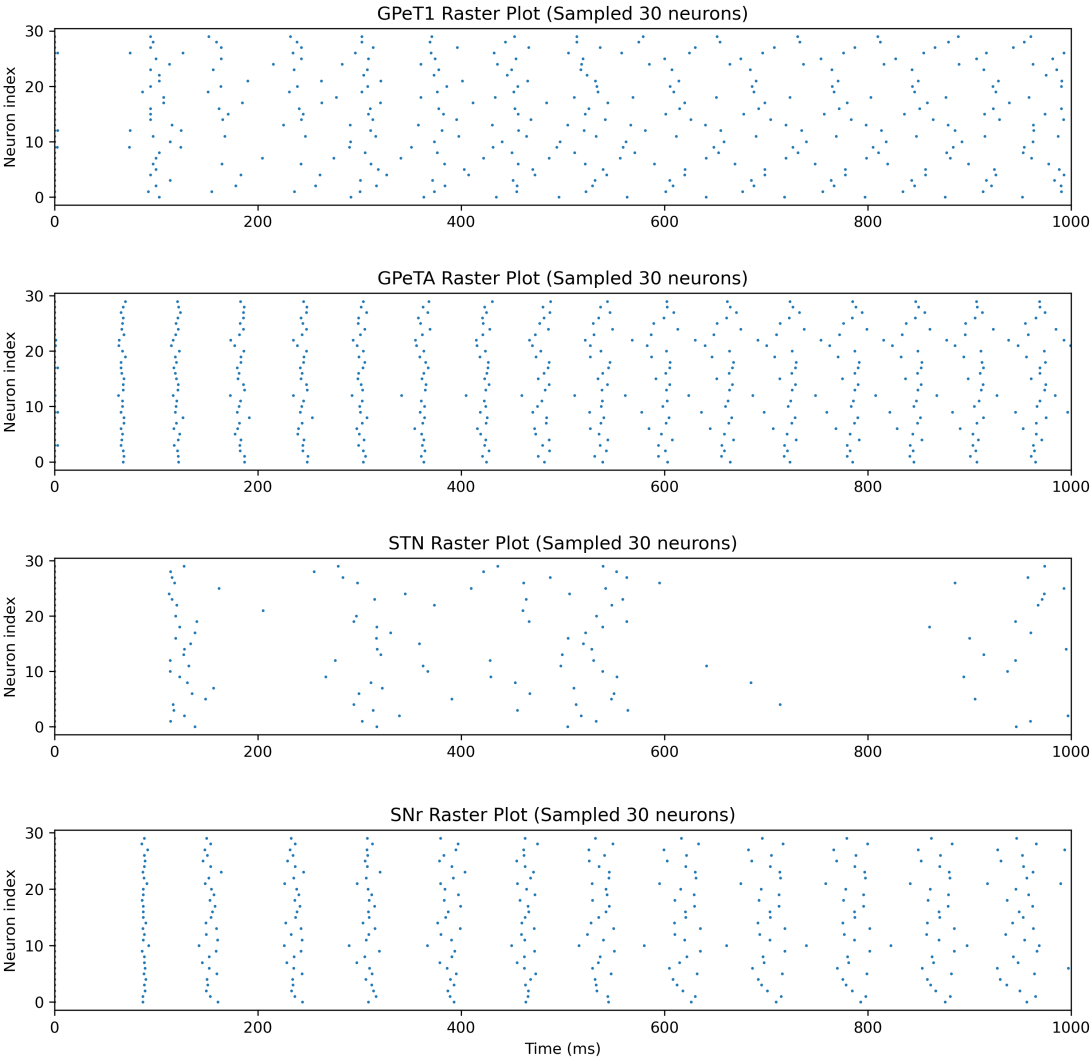 GPeT1 Raster Plot (Sampled 30 neurons)
30
20
10
0
Neuron index
0 200 400 600 800 1000
GPeTA Raster Plot (Sampled 30 neurons)
30
20
10
0
Neuron index
0 200 400 600 800 1000
STN Raster Plot (Sampled 30 neurons)
30
20
10
0
Neuron index
0 200 400 600 800 1000
SNr Raster Plot (Sampled 30 neurons)
30
20
10
0
Neuron index
0 200 400 600 800 1000
Time (ms)